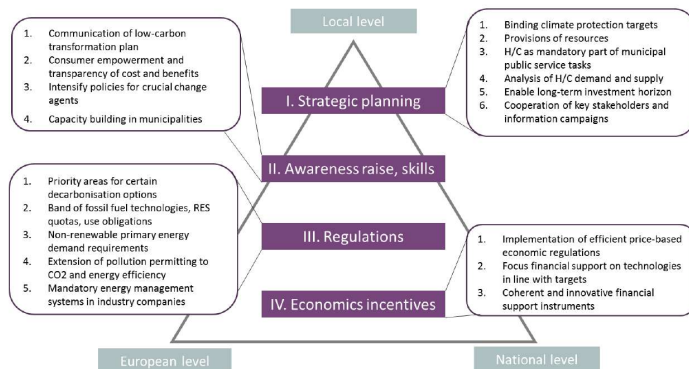 Local level
1. Communication of low-carbon
transformation plan
2. Consumer empowerment and
transparency of cost and benefits
3. Intensify policies for crucial change
agents
4. Capacity building in municipalities
1. Binding climate protection targets
2. Provisions of resources
3. H/C as mandatory part of municipal
public service tasks
4. Analysis of H/C demand and supply
5. Enable long-term investment horizon
6. Cooperation of key stakeholders and
information campaigns
I. Strategic planning
II. Awareness raise, skills
1. Priority areas for certain
decarbonisation options
2. Band of fossil fuel technologies, RES
quotas, use obligations
3. Non-renewable primary energy
demand requirements
4. Extension of pollution permitting to
CO2 and energy efficiency
5. Mandatory energy management
systems in industry companies
III. Regulations
1. Implementation of efficient price-based
economic regulations
2. Focus financial support on technologies
in line with targets
3. Coherent and innovative financial
support instruments
IV. Economics incentives
European level
National level